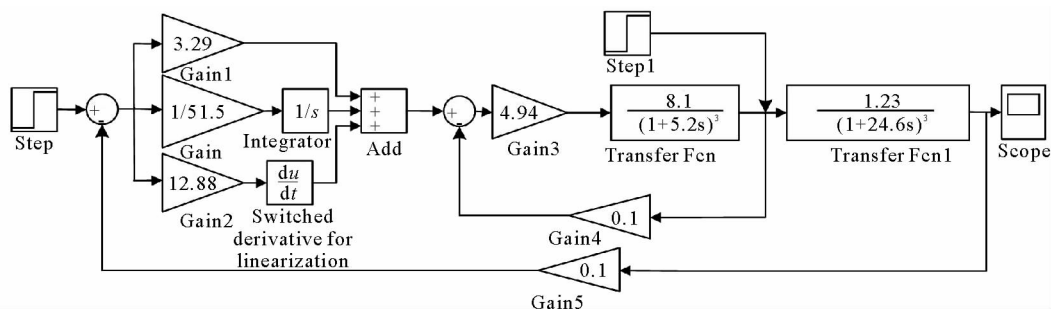 3.29
Gain1
Step
+
-
1/51.5
Gain
1/s
Integrator
12.88
Gain2
du
dt
Switched
derivative for
linearization
+
+
+
Add
+
-
4.94
Gain3
Step1
8.1
(1+5.2s)³
Transfer Fcn
1.23
(1+24.6s)³
Transfer Fcn1
Scope
0.1
Gain4
0.1
Gain5